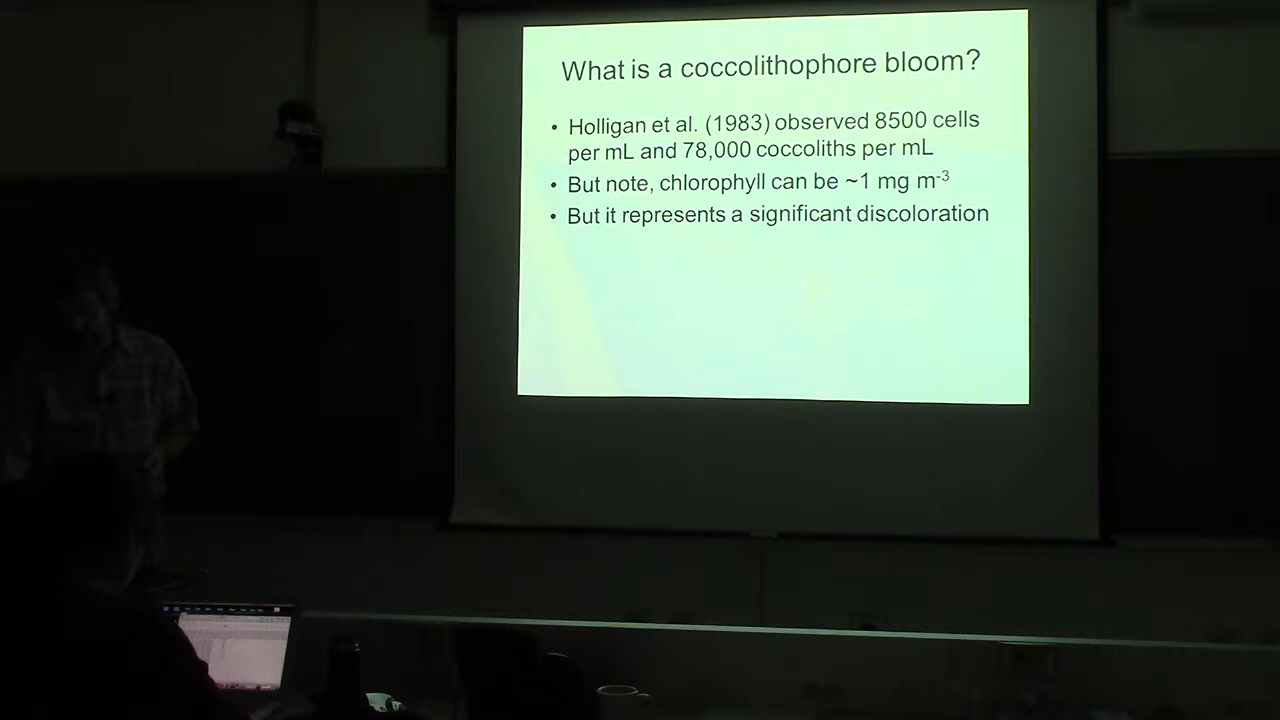 What is a coccolithophore bloom?
• Holligan et al. (1983) observed 8500 cells
per mL and 78,000 coccoliths per mL
• But note, chlorophyll can be ~1 mg m-3
• But it represents a significant discoloration